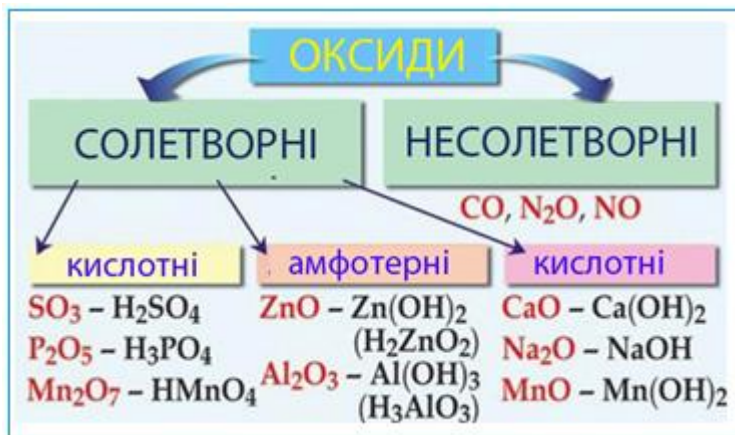 ОКСИДИ
СОЛЕТВОРНІ
НЕСОЛЕТВОРНІ
CO, N₂O, NO
кислотні
SO₃ – H₂SO₄
P₂O₅ – H₃PO₄
Mn₂O₇ – HMnO₄
амфотерні
ZnO – Zn(OH)₂
(H₂ZnO₂)
Al₂O₃ – Al(OH)₃
(H₃AlO₃)
кислотні
CaO – Ca(OH)₂
Na₂O – NaOH
MnO – Mn(OH)₂